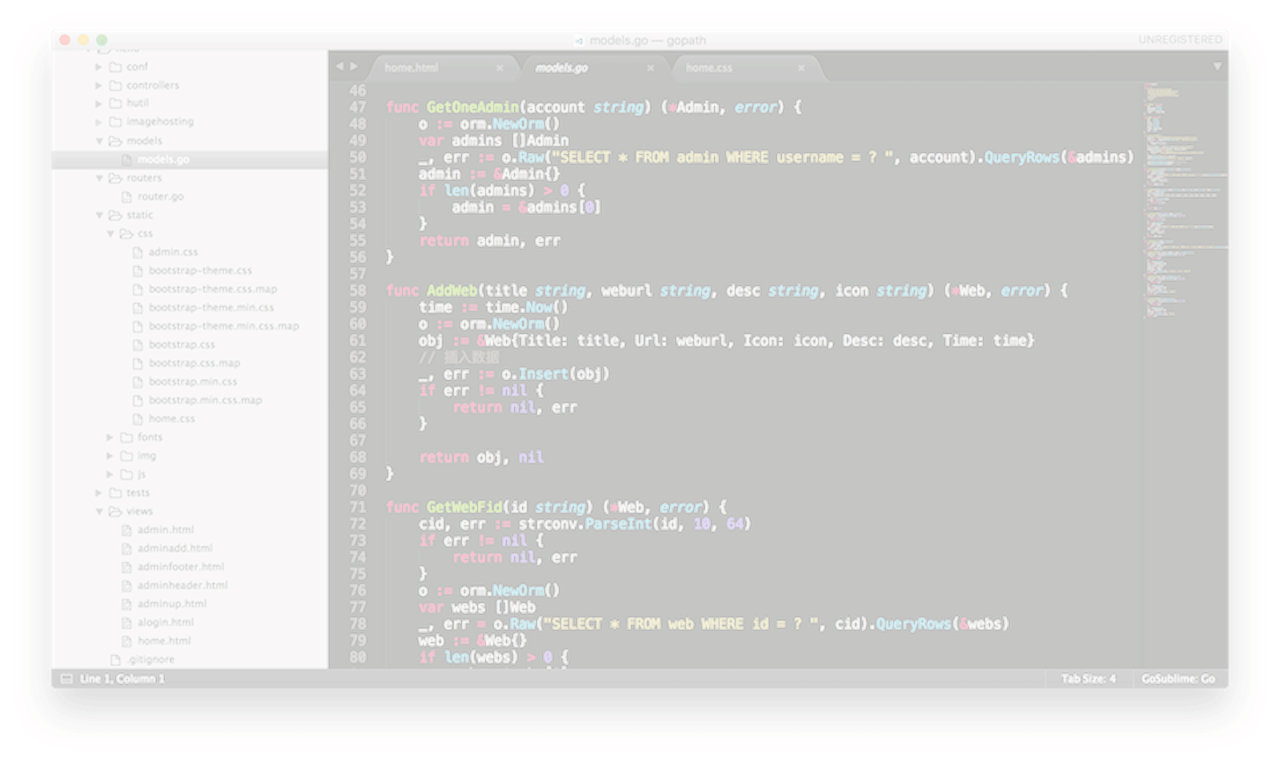 models.go — gopath
UNREGISTERED
conf
controllers
hutil
imagehosting
models
models.go
routers
router.go
static
css
admin.css
bootstrap-theme.css
bootstrap-theme.css.map
bootstrap-theme.min.css
bootstrap-theme.min.css.map
bootstrap.css
bootstrap.css.map
bootstrap.min.css
bootstrap.min.css.map
home.css
fonts
img
js
tests
views
admin.html
adminadd.html
adminfooter.html
adminheader.html
adminup.html
alogin.html
home.html
.gitignore
home.html
models.go
home.css
46
47 func GetOneAdmin(account string) (*Admin, error) {
48     o := orm.NewOrm()
49     var admins []Admin
50     _, err := o.Raw("SELECT * FROM admin WHERE username = ? ", account).QueryRows(&admins)
51     admin := &Admin{}
52     if len(admins) > 0 {
53         admin = &admins[0]
54     }
55     return admin, err
56 }
57
58 func AddWeb(title string, weburl string, desc string, icon string) (*Web, error) {
59     time := time.Now()
60     o := orm.NewOrm()
61     obj := &Web{Title: title, Url: weburl, Icon: icon, Desc: desc, Time: time}
62     // 插入数据
63     _, err := o.Insert(obj)
64     if err != nil {
65         return nil, err
66     }
67
68     return obj, nil
69 }
70
71 func GetWebFid(id string) (*Web, error) {
72     cid, err := strconv.ParseInt(id, 10, 64)
73     if err != nil {
74         return nil, err
75     }
76     o := orm.NewOrm()
77     var webs []Web
78     _, err = o.Raw("SELECT * FROM web WHERE id = ? ", cid).QueryRows(&webs)
79     web := &Web{}
80     if len(webs) > 0 {
Line 1, Column 1
Tab Size: 4
GoSublime: Go